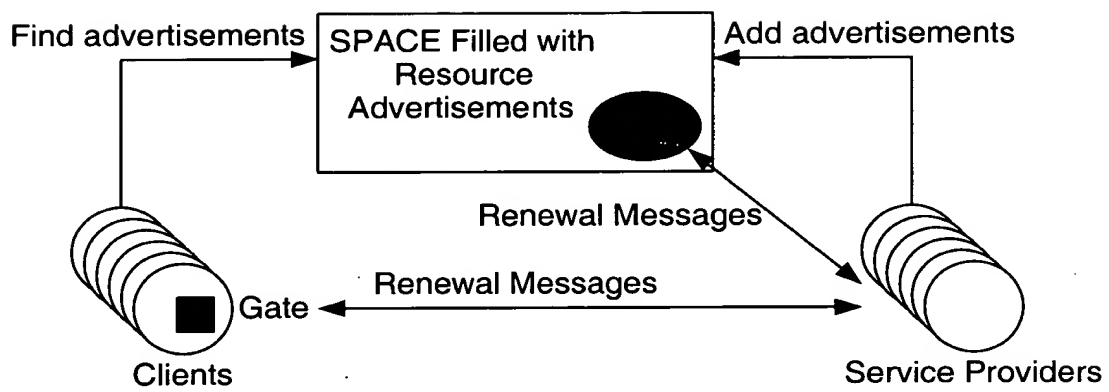 Find advertisements
SPACE Filled with
Resource
Advertisements
Add advertisements
Renewal Messages
Renewal Messages
Gate
Clients
Service Providers